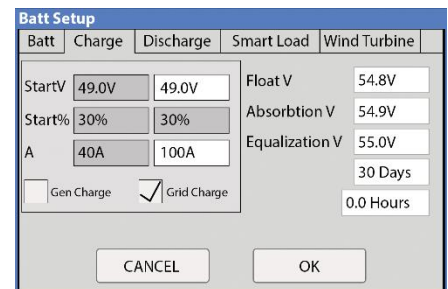 Batt Setup
Batt Charge Discharge Smart Load Wind Turbine
StartV 49.0V 49.0V
Start% 30% 30%
A 40A 100A
Gen Charge Grid Charge
Float V 54.8V
Absorbtion V 54.9V
Equalization V 55.0V
30 Days
0.0 Hours
CANCEL OK